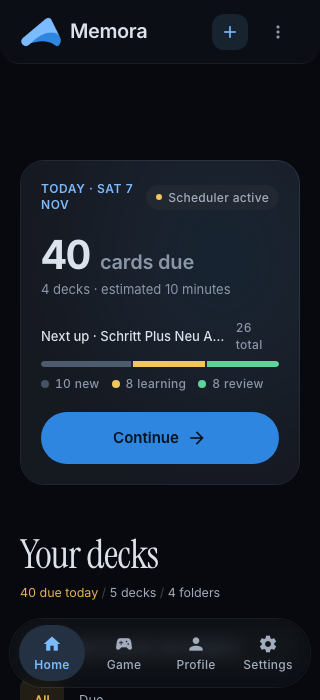 Memora
TODAY · SAT 7
NOV
Scheduler active
40 cards due
4 decks · estimated 10 minutes
Next up · Schritt Plus Neu A...
26
total
10 new
8 learning
8 review
Continue
Your decks
40 due today / 5 decks / 4 folders
Home
Game
Profile
Settings
All
Due